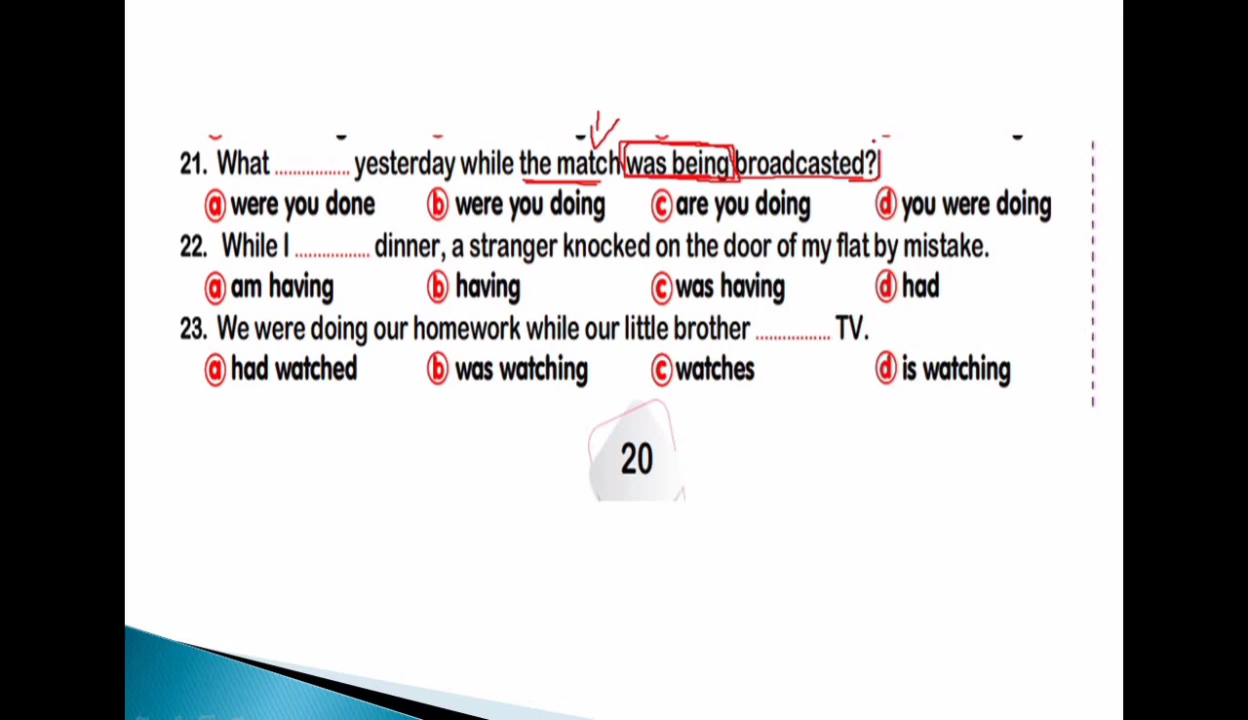 21. What ................ yesterday while the match was being broadcasted?
a were you done b were you doing c are you doing d you were doing
22. While I ................ dinner, a stranger knocked on the door of my flat by mistake.
a am having b having c was having d had
23. We were doing our homework while our little brother ................ TV.
a had watched b was watching c watches d is watching
20